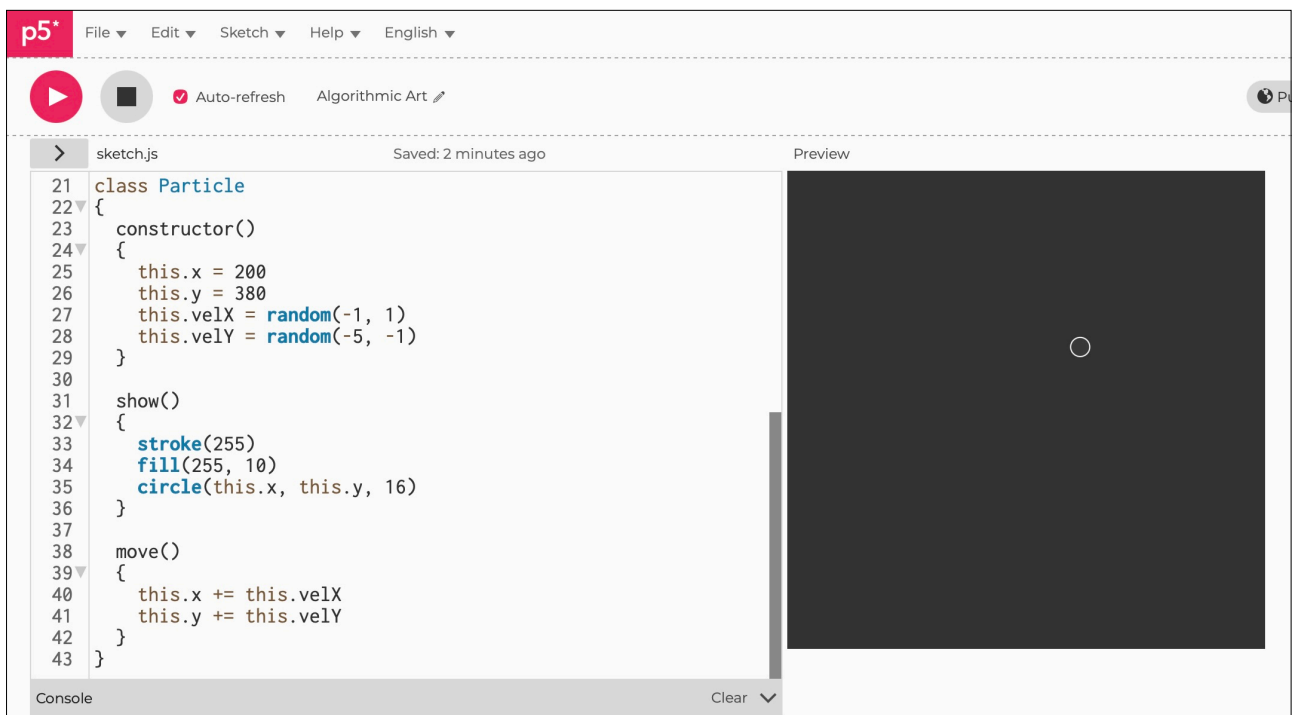 p5* File Edit Sketch Help English
Auto-refresh Algorithmic Art
sketch.js Saved: 2 minutes ago Preview
21 class Particle
22 {
23   constructor()
24   {
25     this.x = 200
26     this.y = 380
27     this.velX = random(-1, 1)
28     this.velY = random(-5, -1)
29   }
30
31   show()
32   {
33     stroke(255)
34     fill(255, 10)
35     circle(this.x, this.y, 16)
36   }
37
38   move()
39   {
40     this.x += this.velX
41     this.y += this.velY
42   }
43 }
Console Clear